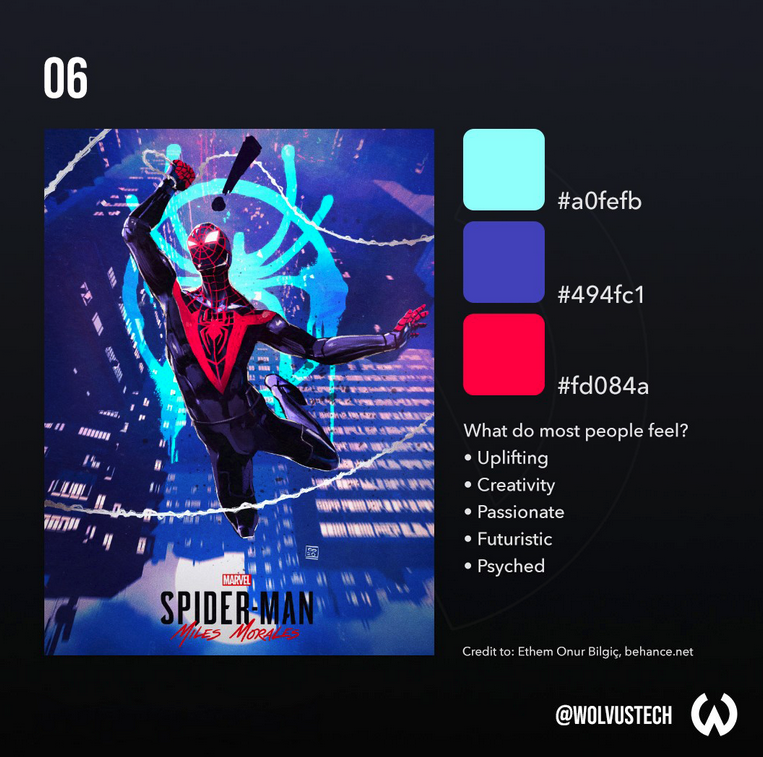 06
#a0fefb
#494fc1
#fd084a
What do most people feel?
• Uplifting
• Creativity
• Passionate
• Futuristic
• Psyched
MARVEL
SPIDER-MAN
MILES MORALES
Credit to: Ethem Onur Bilgiç, behance.net
@WOLVUSTECH